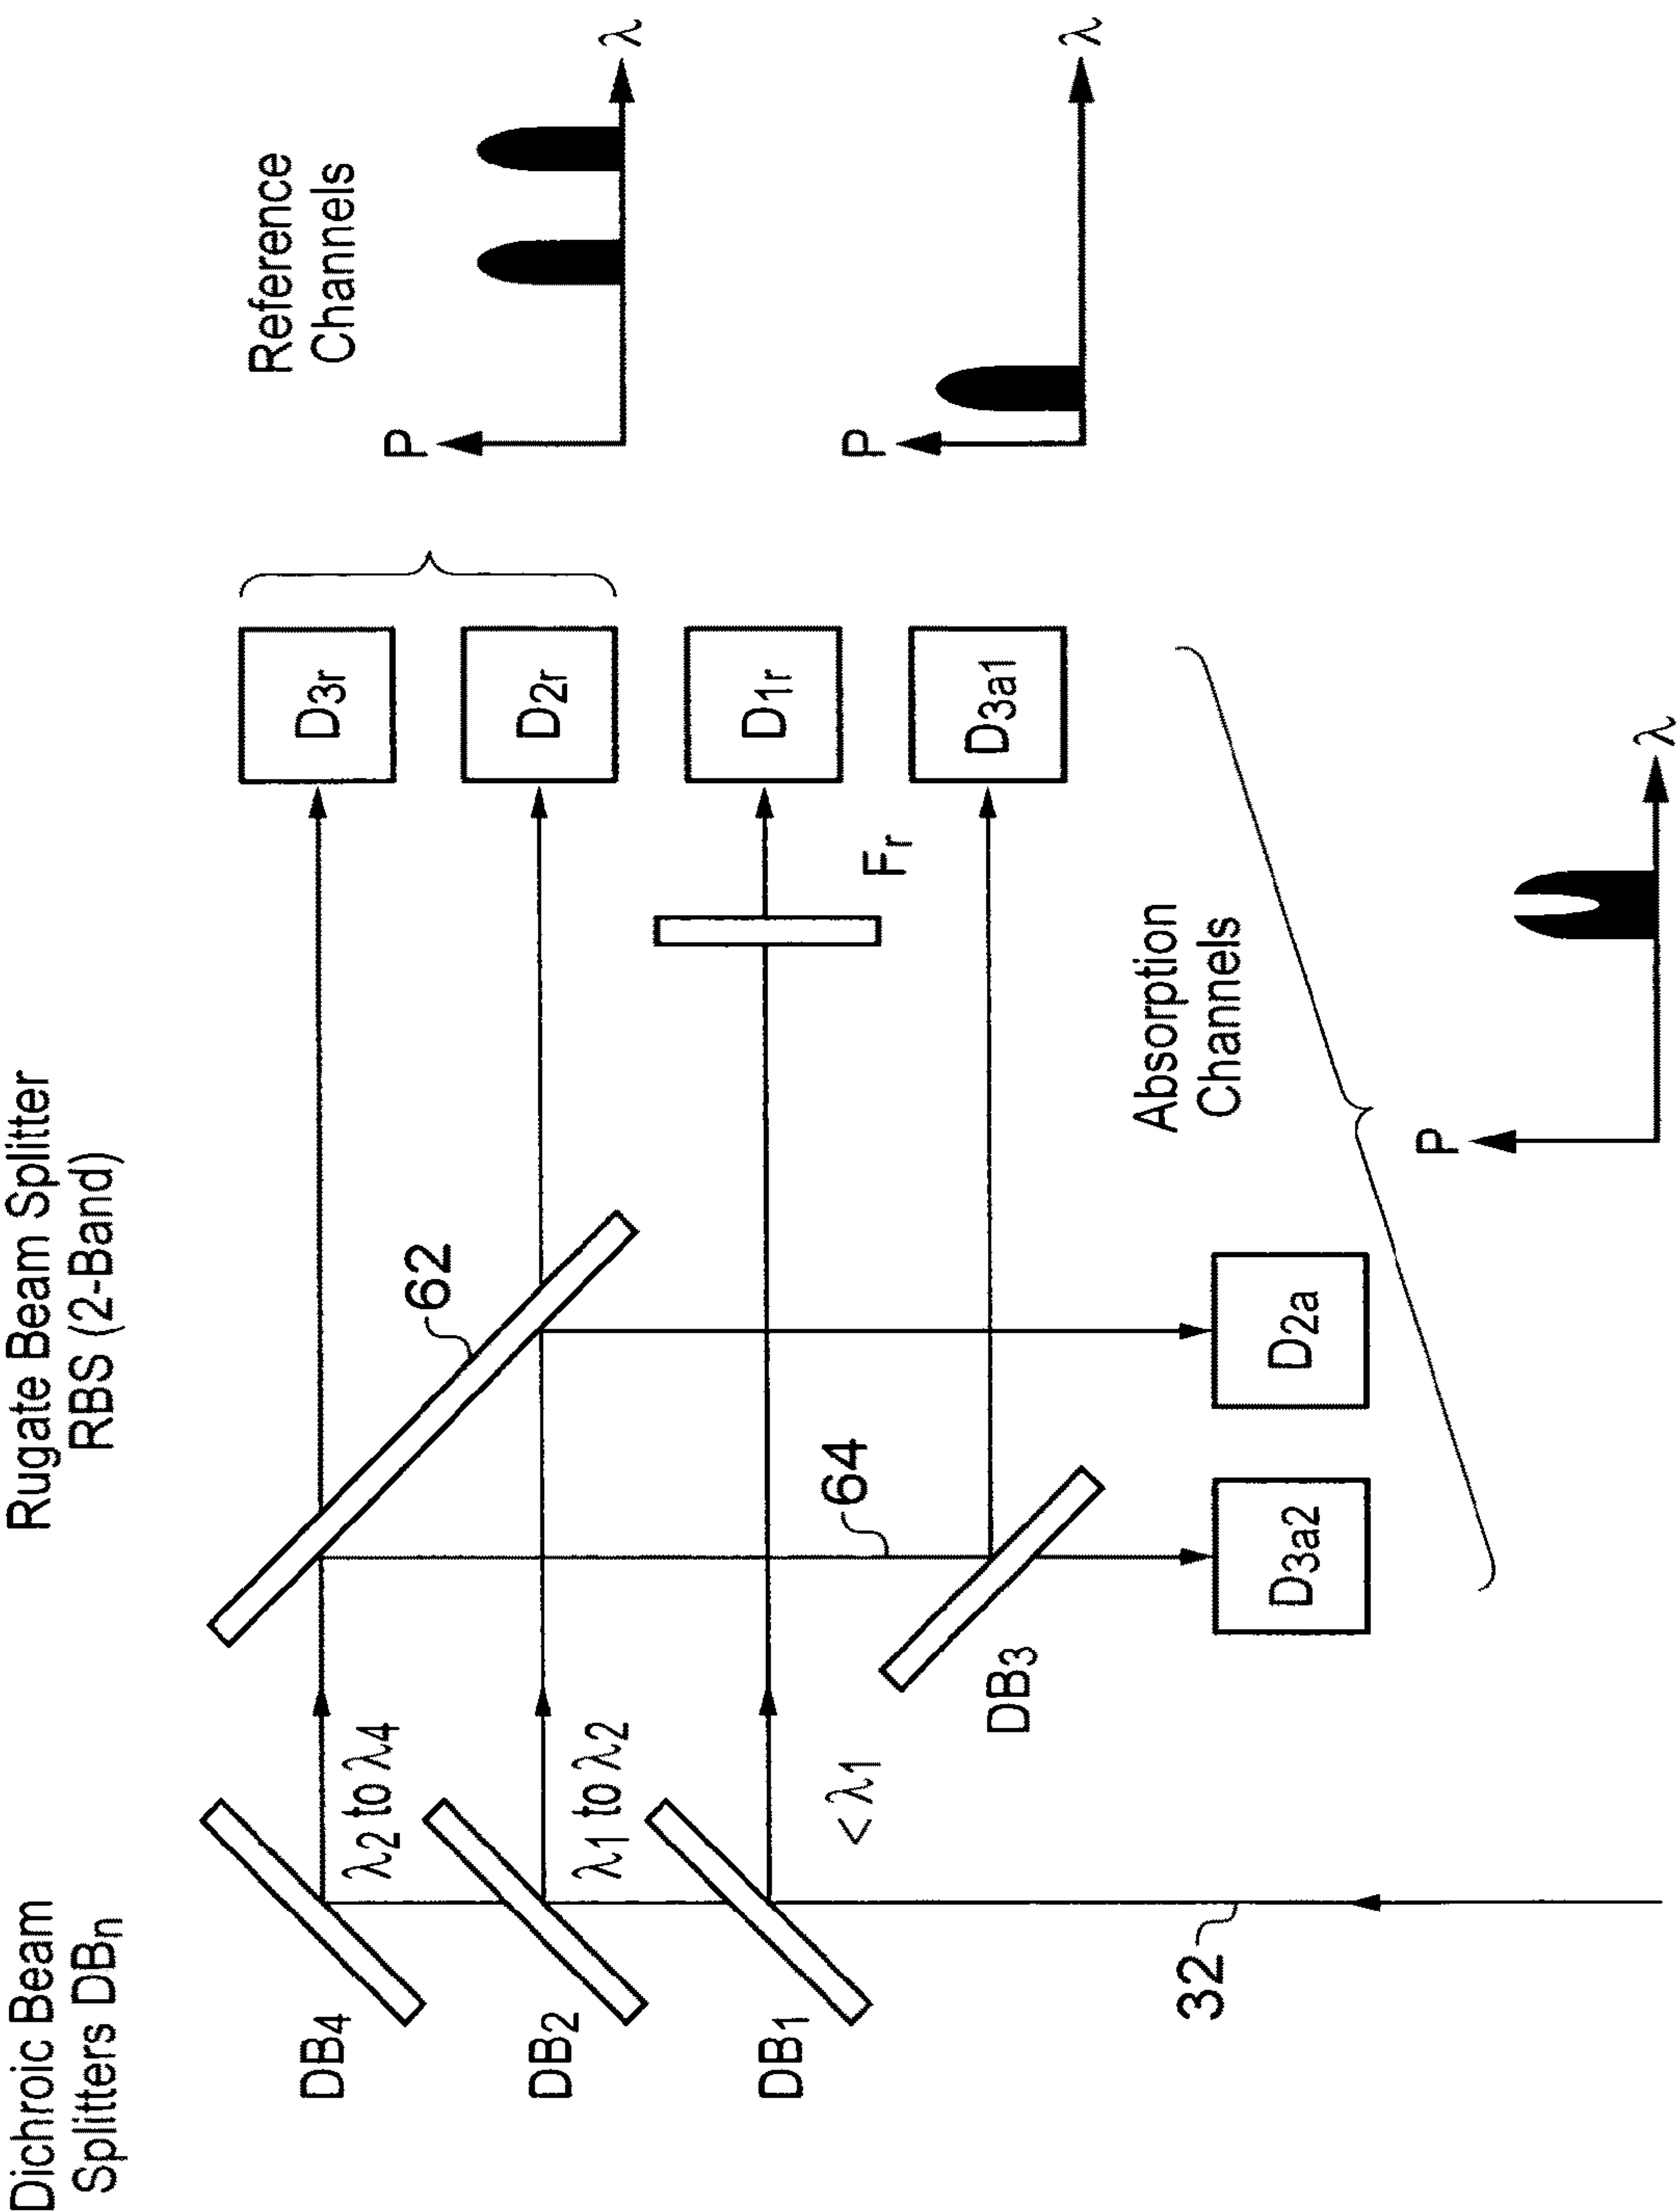 Dichroic Beam
Splitters DBn
Rugate Beam Splitter
RBS (2-Band)
Reference
Channels
DB4
DB2
DB1
λ2 to λ4
λ1 to λ2
< λ1
32
62
64
DB3
Fr
D3r
D2r
D1r
D3a1
D2a
D3a2
Absorption
Channels
P
λ
P
λ
P
λ